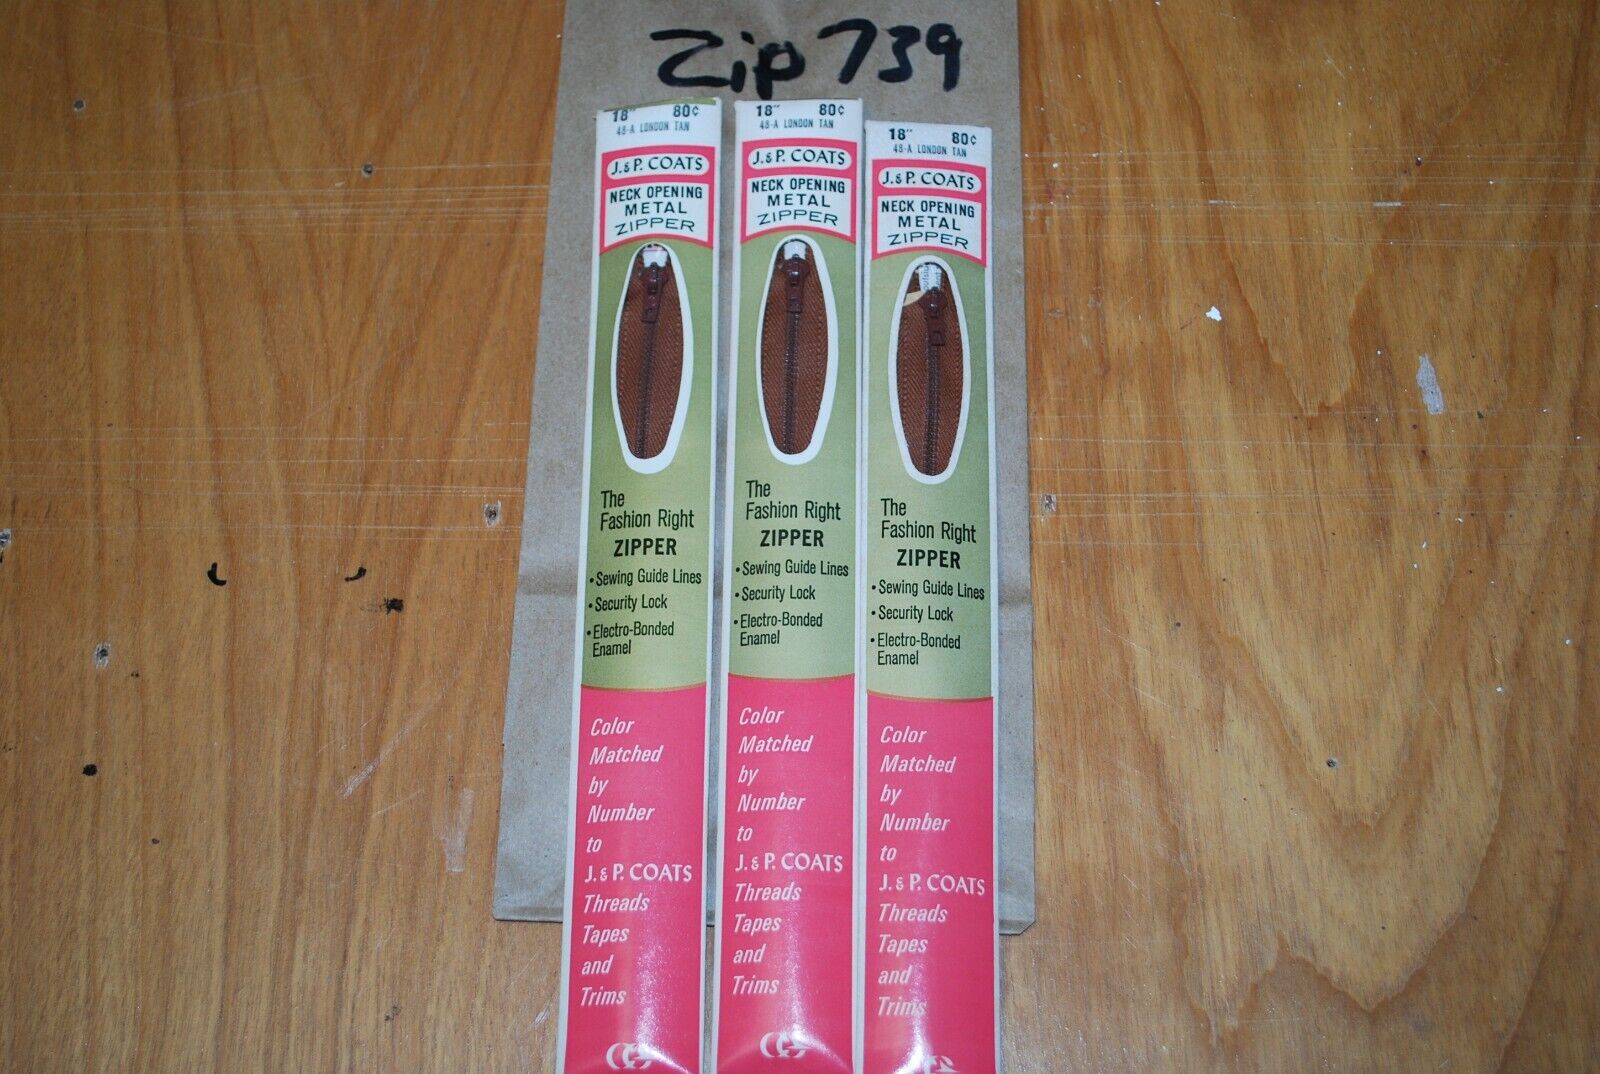 Zip 739
18" 80¢
48-A LONDON TAN
J. & P. COATS
NECK OPENING
METAL
ZIPPER
The
Fashion Right
ZIPPER
• Sewing Guide Lines
• Security Lock
• Electro-Bonded
Enamel
Color
Matched
by
Number
to
J. & P. COATS
Threads
Tapes
and
Trims
18" 80¢
48-A LONDON TAN
J. & P. COATS
NECK OPENING
METAL
ZIPPER
The
Fashion Right
ZIPPER
• Sewing Guide Lines
• Security Lock
• Electro-Bonded
Enamel
Color
Matched
by
Number
to
J. & P. COATS
Threads
Tapes
and
Trims
18" 80¢
48-A LONDON TAN
J. & P. COATS
NECK OPENING
METAL
ZIPPER
The
Fashion Right
ZIPPER
• Sewing Guide Lines
• Security Lock
• Electro-Bonded
Enamel
Color
Matched
by
Number
to
J. & P. COATS
Threads
Tapes
and
Trims